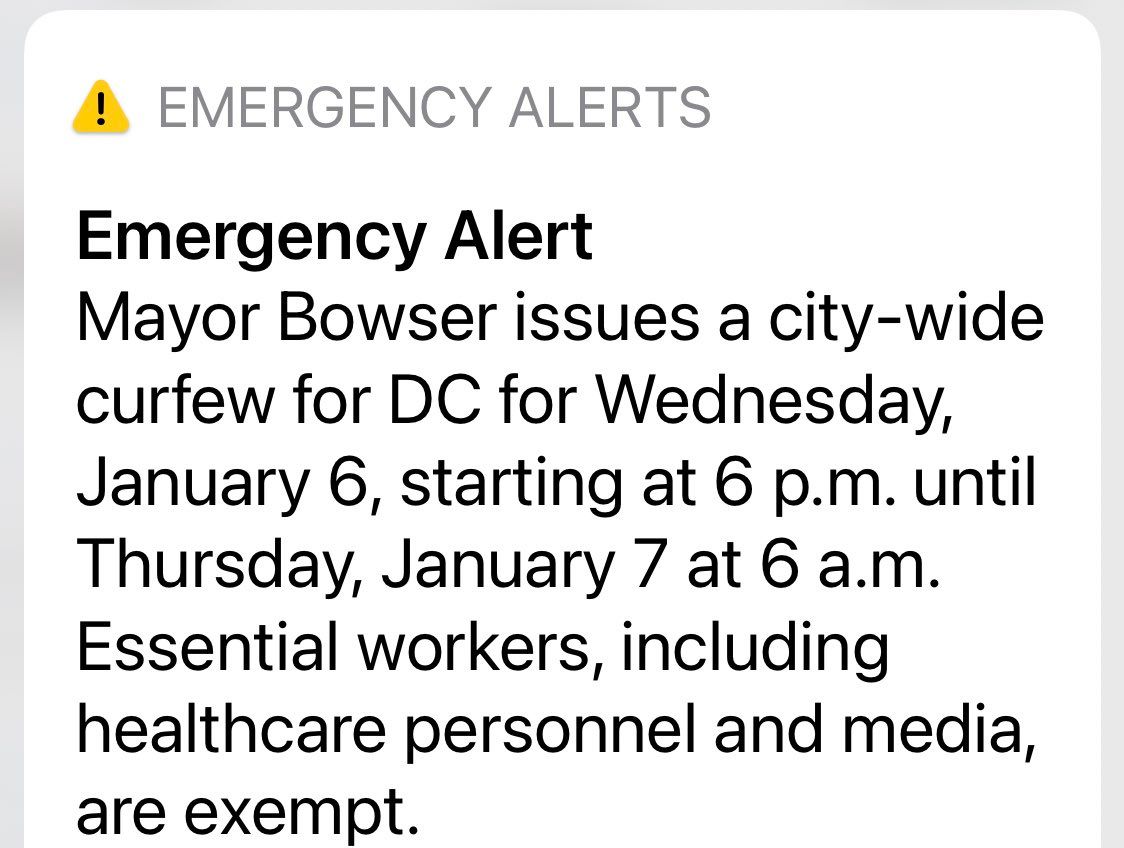 EMERGENCY ALERTS
Emergency Alert
Mayor Bowser issues a city-wide
curfew for DC for Wednesday,
January 6, starting at 6 p.m. until
Thursday, January 7 at 6 a.m.
Essential workers, including
healthcare personnel and media,
are exempt.